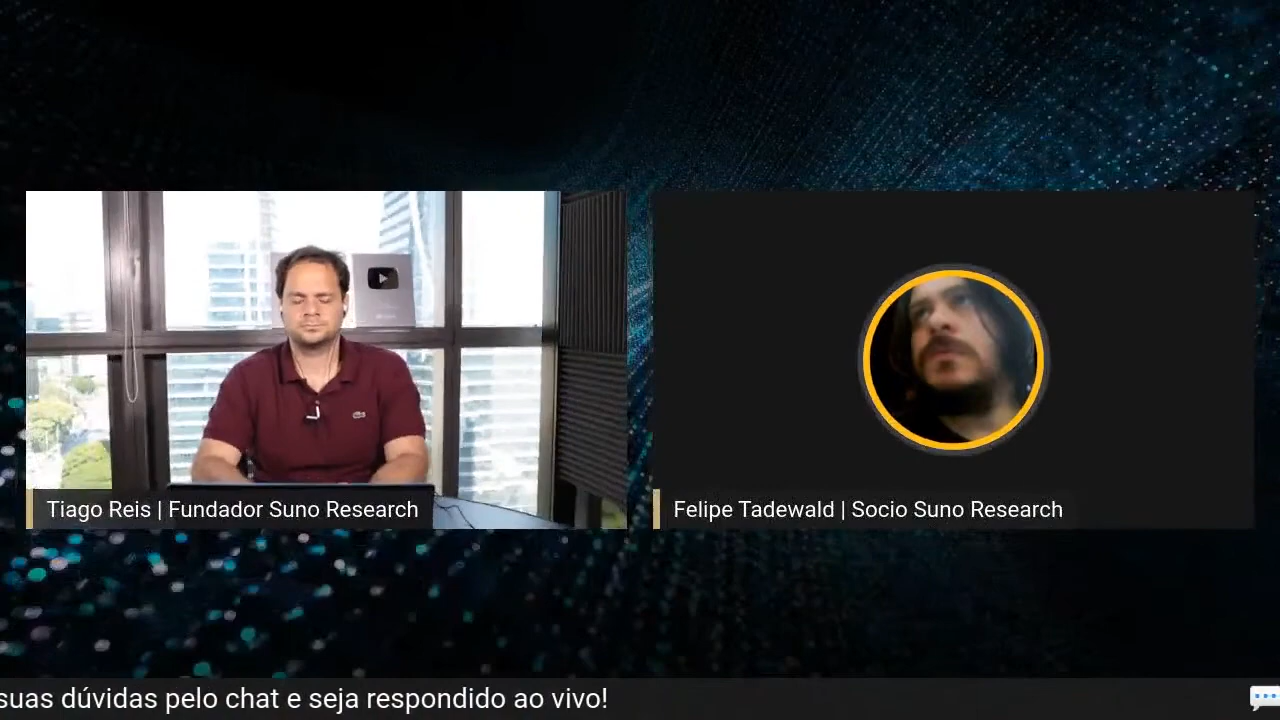 Tiago Reis | Fundador Suno Research
Felipe Tadewald | Socio Suno Research
suas dúvidas pelo chat e seja respondido ao vivo!